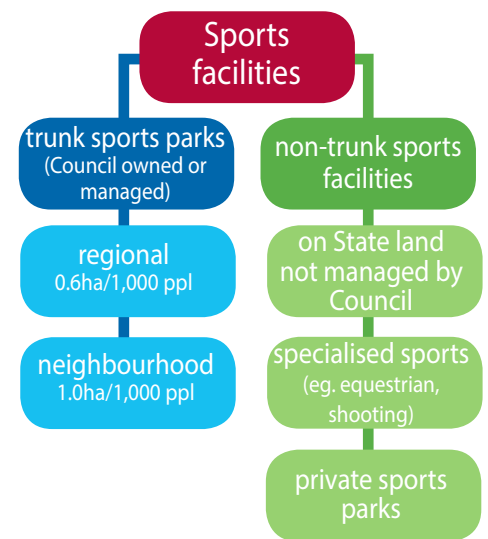 Sports
facilities
trunk sports parks
(Council owned or
managed)
regional
0.6ha/1,000 ppl
neighbourhood
1.0ha/1,000 ppl
non-trunk sports
facilities
on State land
not managed by
Council
specialised sports
(eg. equestrian,
shooting)
private sports
parks